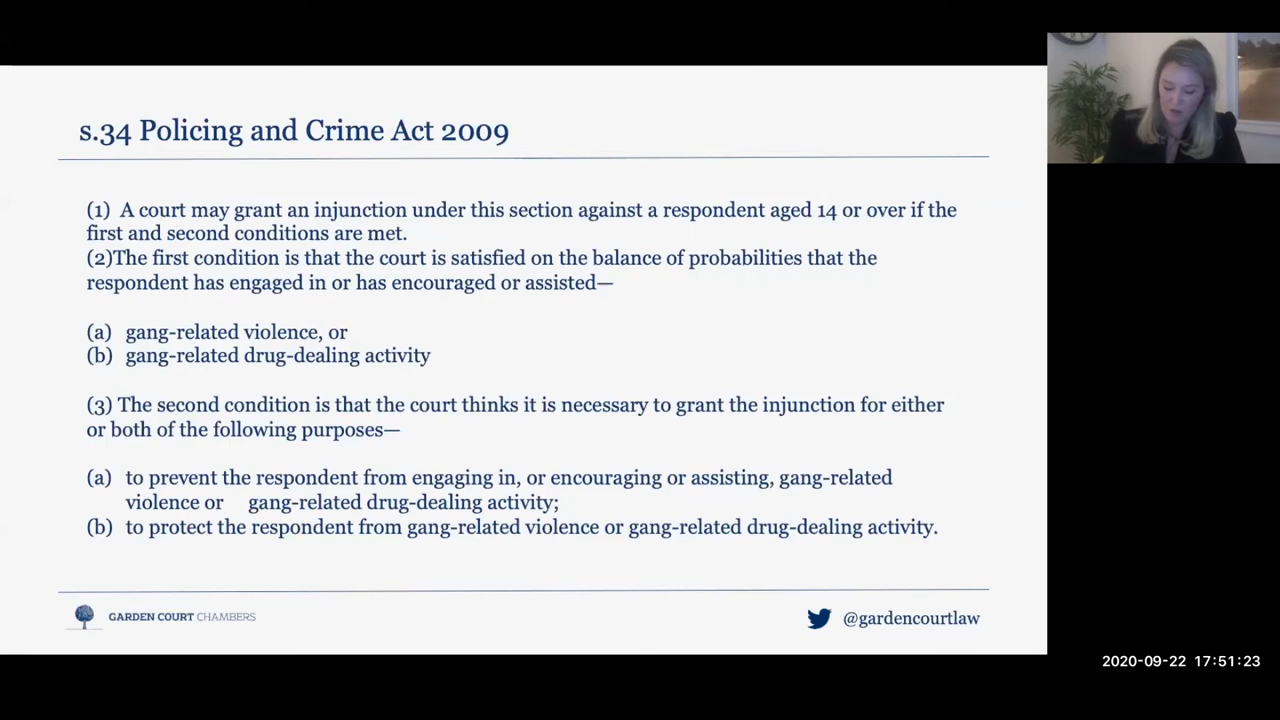 s.34 Policing and Crime Act 2009
(1) A court may grant an injunction under this section against a respondent aged 14 or over if the
first and second conditions are met.
(2)The first condition is that the court is satisfied on the balance of probabilities that the
respondent has engaged in or has encouraged or assisted—
(a) gang-related violence, or
(b) gang-related drug-dealing activity
(3) The second condition is that the court thinks it is necessary to grant the injunction for either
or both of the following purposes—
(a) to prevent the respondent from engaging in, or encouraging or assisting, gang-related
violence or gang-related drug-dealing activity;
(b) to protect the respondent from gang-related violence or gang-related drug-dealing activity.
GARDEN COURT CHAMBERS
@gardencourtlaw
2020-09-22 17:51:23